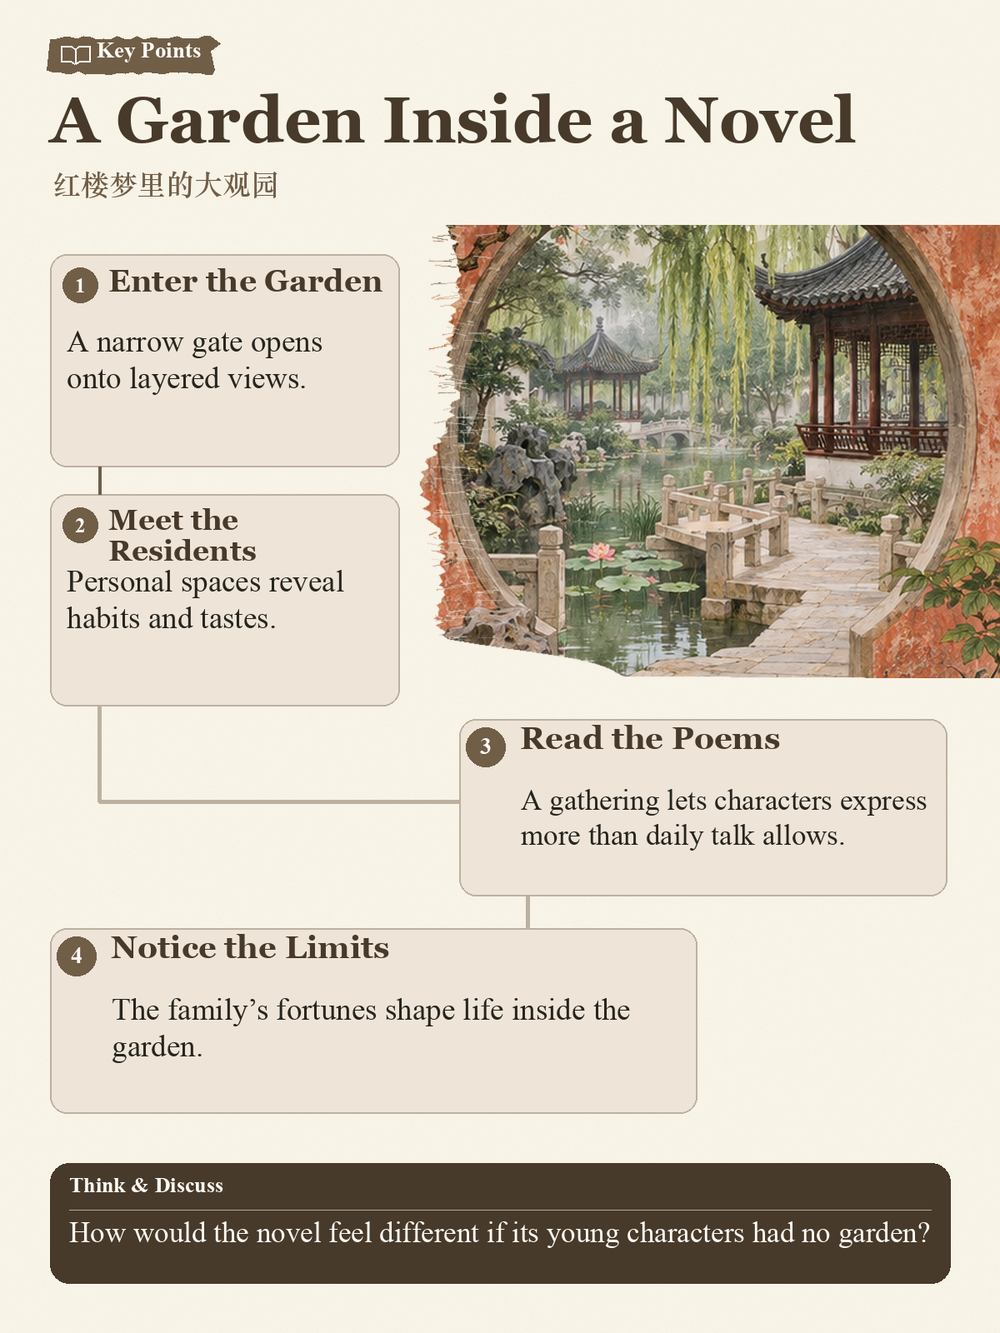 Key Points
A Garden Inside a Novel
红楼梦里的大观园
1 Enter the Garden
A narrow gate opens
onto layered views.
2 Meet the
Residents
Personal spaces reveal
habits and tastes.
3 Read the Poems
A gathering lets characters express
more than daily talk allows.
4 Notice the Limits
The family’s fortunes shape life inside the
garden.
Think & Discuss
How would the novel feel different if its young characters had no garden?